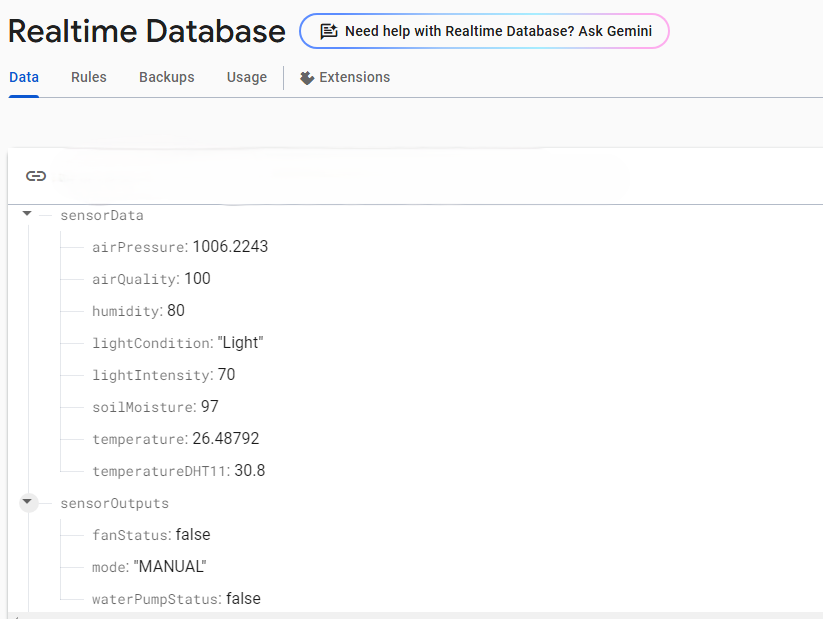 Realtime Database
Need help with Realtime Database? Ask Gemini
Data Rules Backups Usage Extensions
sensorData
airPressure: 1006.2243
airQuality: 100
humidity: 80
lightCondition: "Light"
lightIntensity: 70
soilMoisture: 97
temperature: 26.48792
temperatureDHT11: 30.8
sensorOutputs
fanStatus: false
mode: "MANUAL"
waterPumpStatus: false